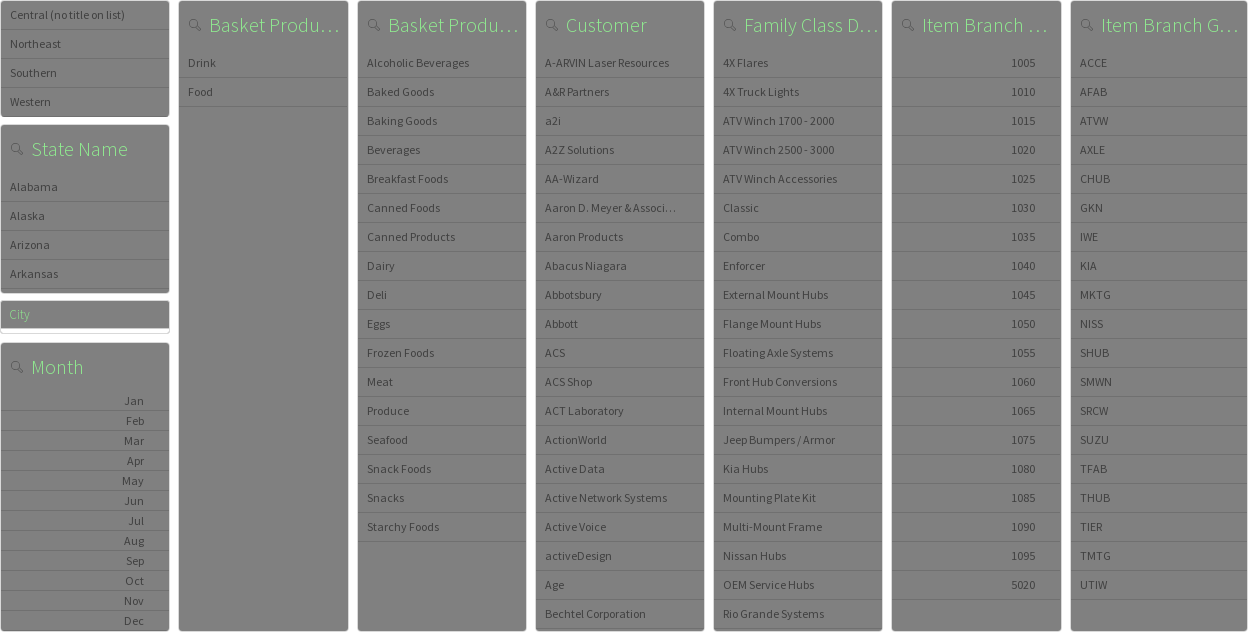 Central (no title on list)
Northeast
Southern
Western
State Name
Alabama
Alaska
Arizona
Arkansas
City
Month
Jan
Feb
Mar
Apr
May
Jun
Jul
Aug
Sep
Oct
Nov
Dec
Basket Produ…
Drink
Food
Basket Produ…
Alcoholic Beverages
Baked Goods
Baking Goods
Beverages
Breakfast Foods
Canned Foods
Canned Products
Dairy
Deli
Eggs
Frozen Foods
Meat
Produce
Seafood
Snack Foods
Snacks
Starchy Foods
Customer
A-ARVIN Laser Resources
A&R Partners
a2i
A2Z Solutions
AA-Wizard
Aaron D. Meyer & Associ…
Aaron Products
Abacus Niagara
Abbotsbury
Abbott
ACS
ACS Shop
ACT Laboratory
ActionWorld
Active Data
Active Network Systems
Active Voice
activeDesign
Age
Bechtel Corporation
Family Class D…
4X Flares
4X Truck Lights
ATV Winch 1700 - 2000
ATV Winch 2500 - 3000
ATV Winch Accessories
Classic
Combo
Enforcer
External Mount Hubs
Flange Mount Hubs
Floating Axle Systems
Front Hub Conversions
Internal Mount Hubs
Jeep Bumpers / Armor
Kia Hubs
Mounting Plate Kit
Multi-Mount Frame
Nissan Hubs
OEM Service Hubs
Rio Grande Systems
Item Branch …
1005
1010
1015
1020
1025
1030
1035
1040
1045
1050
1055
1060
1065
1075
1080
1085
1090
1095
5020
Item Branch G…
ACCE
AFAB
ATVW
AXLE
CHUB
GKN
IWE
KIA
MKTG
NISS
SHUB
SMWN
SRCW
SUZU
TFAB
THUB
TIER
TMTG
UTIW